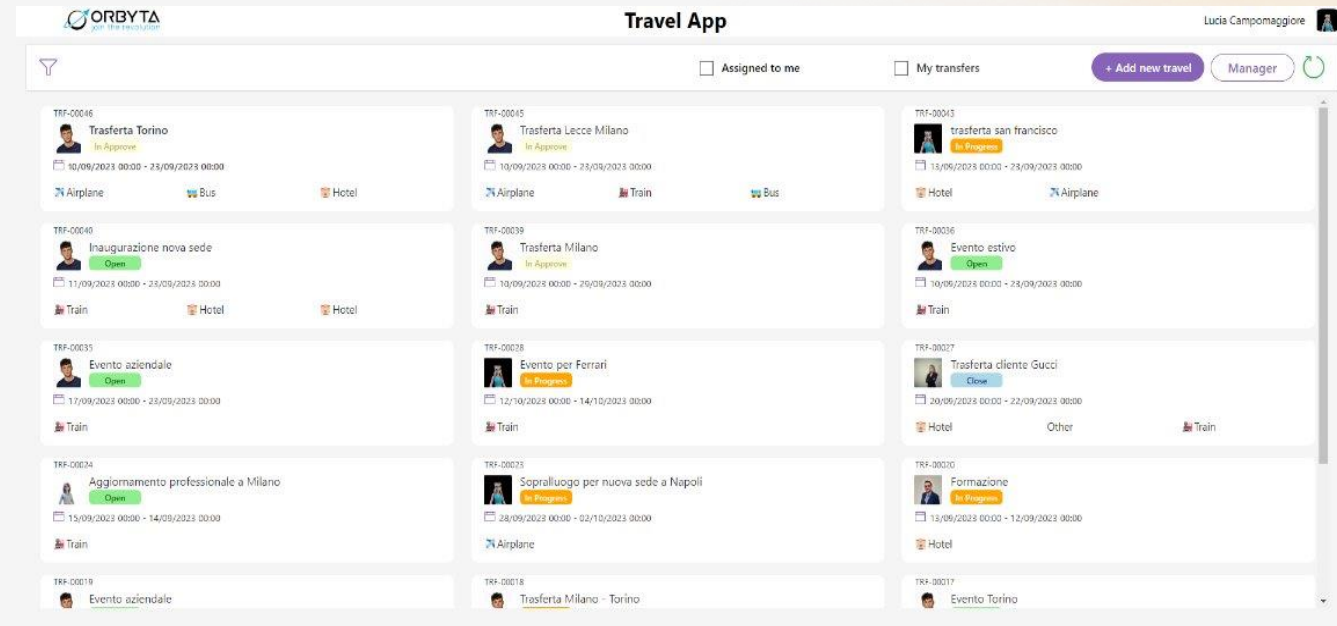 ORBYTA
join the revolution
Travel App
Lucia Campomaggiore
Assigned to me
My transfers
+ Add new travel
Manager
TRF-00046
Trasferta Torino
In Approve
10/09/2023 00:00 - 23/09/2023 00:00
Airplane Bus Hotel
TRF-00045
Trasferta Lecce Milano
In Approve
10/09/2023 00:00 - 23/09/2023 00:00
Airplane Train Bus
TRF-00043
trasferta san francisco
In Progress
13/09/2023 00:00 - 23/09/2023 00:00
Hotel Airplane
TRF-00040
Inaugurazione nova sede
Open
11/09/2023 00:00 - 23/09/2023 00:00
Train Hotel Hotel
TRF-00039
Trasferta Milano
In Approve
10/09/2023 00:00 - 29/09/2023 00:00
Train
TRF-00036
Evento estivo
Open
10/09/2023 00:00 - 23/09/2023 00:00
Train
TRF-00035
Evento aziendale
Open
17/09/2023 00:00 - 23/09/2023 00:00
Train
TRF-00028
Evento per Ferrari
In Progress
12/10/2023 00:00 - 14/10/2023 00:00
Train
TRF-00027
Trasferta cliente Gucci
Close
20/09/2023 00:00 - 22/09/2023 00:00
Hotel Other Train
TRF-00024
Aggiornamento professionale a Milano
Open
15/09/2023 00:00 - 14/09/2023 00:00
Train
TRF-00023
Sopralluogo per nuova sede a Napoli
In Progress
28/09/2023 00:00 - 02/10/2023 00:00
Airplane
TRF-00020
Formazione
In Progress
13/09/2023 00:00 - 12/09/2023 00:00
Hotel
TRF-00019
Evento aziendale
TRF-00018
Trasferta Milano - Torino
TRF-00017
Evento Torino